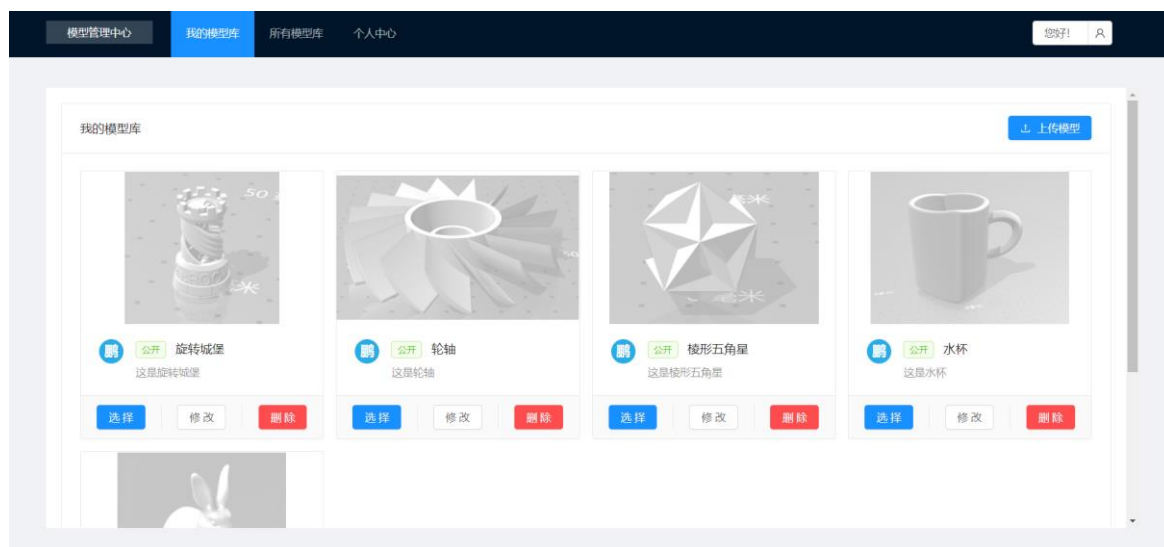 模型管理中心 我的模型库 所有模型库 个人中心 您好!
我的模型库 上传模型
50
50
米
米
米
鹏 公开 旋转城堡
这是旋转城堡
鹏 公开 轮轴
这是轮轴
鹏 公开 棱形五角星
这是棱形五角星
鹏 公开 水杯
这是水杯
选择 修改 删除
选择 修改 删除
选择 修改 删除
选择 修改 删除